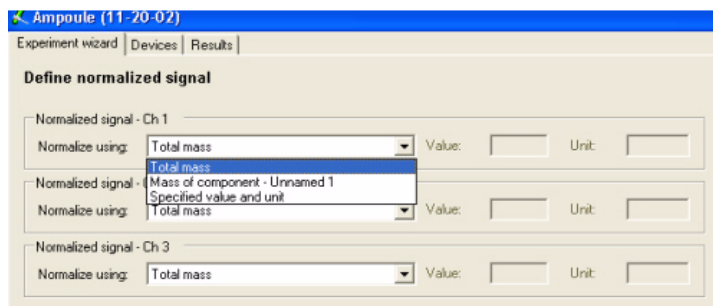 Ampoule (11-20-02)
Experiment wizard Devices Results
Define normalized signal
Normalized signal - Ch 1
Normalize using: Total mass Value: Unit:
Total mass
Mass of component - Unnamed 1
Specified value and unit
Normalized signal -
Normalize using: Total mass Value: Unit:
Normalized signal - Ch 3
Normalize using: Total mass Value: Unit: